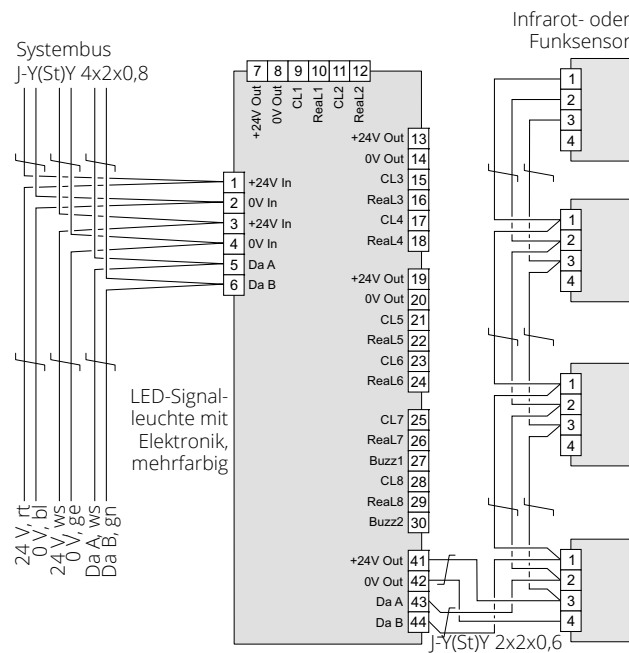 Infrarot- oder
Funksensor
Systembus
J-Y(St)Y 4x2x0,8
7 8 9 10 11 12
+24V Out
0V Out
CL1
ReaL1
CL2
ReaL2
+24V Out 13
0V Out 14
CL3 15
ReaL3 16
CL4 17
ReaL4 18
1 +24V In
2 0V In
3 +24V In
4 0V In
5 Da A
6 Da B
+24V Out 19
0V Out 20
CL5 21
ReaL5 22
CL6 23
ReaL6 24
CL7 25
ReaL7 26
Buzz1 27
CL8 28
ReaL8 29
Buzz2 30
+24V Out 41
0V Out 42
Da A 43
Da B 44
LED-Signal-
leuchte mit
Elektronik,
mehrfarbig
24 V, rt
0 V, bl
24 V, ws
0 V, ge
Da A, ws
Da B, gn
J-Y(St)Y 2x2x0,6
1
2
3
4
1
2
3
4
1
2
3
4
1
2
3
4